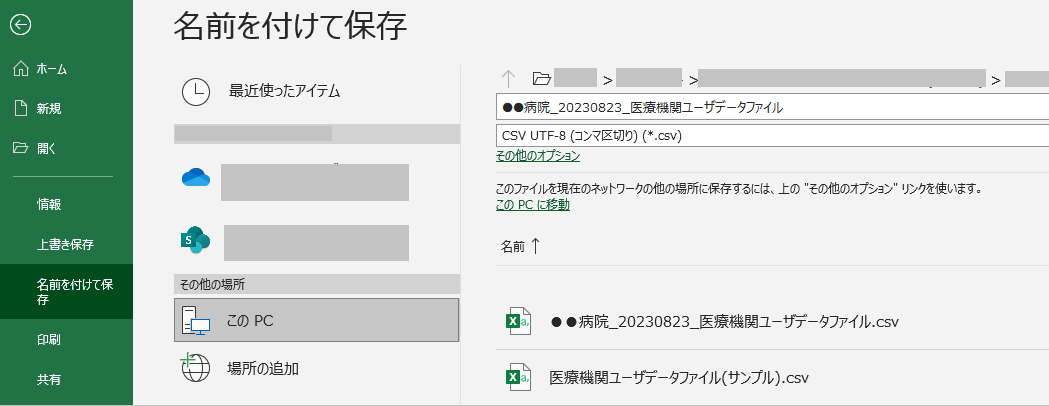 名前を付けて保存
ホーム
新規
開く
情報
上書き保存
名前を付けて保
存
印刷
共有
最近使ったアイテム
その他の場所
この PC
場所の追加
> > >
●●病院_20230823_医療機関ユーザデータファイル
CSV UTF-8 (コンマ区切り) (*.csv)
その他のオプション
このファイルを現在のネットワークの他の場所に保存するには、上の "その他のオプション" リンクを使います。
この PC に移動
名前 ↑
●●病院_20230823_医療機関ユーザデータファイル.csv
医療機関ユーザデータファイル(サンプル).csv